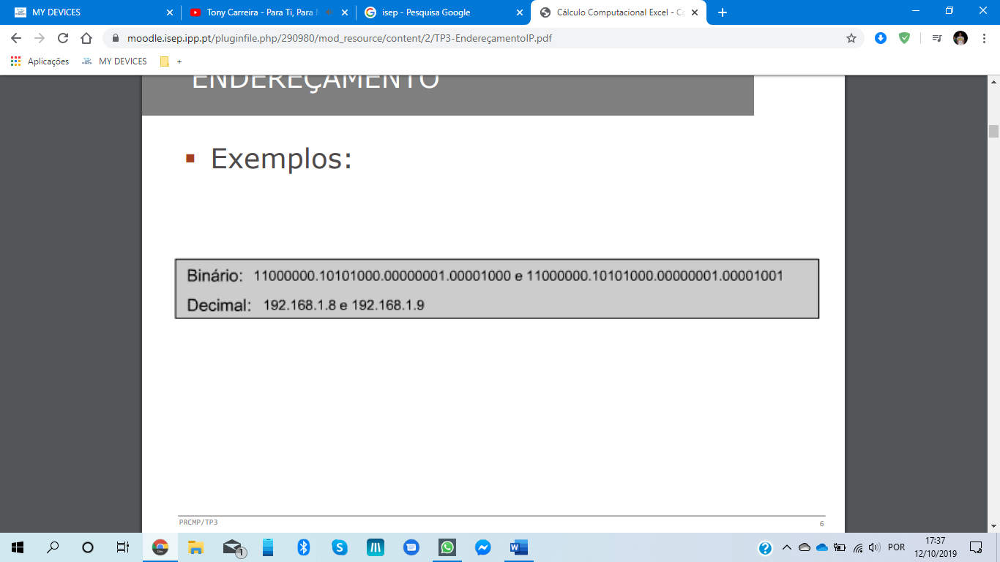 MY DEVICES
Tony Carreira - Para Ti, Para
isep - Pesquisa Google
Cálculo Computacional Excel - Co
moodle.isep.ipp.pt/pluginfile.php/290980/mod_resource/content/2/TP3-EndereçamentoIP.pdf
Aplicações MY DEVICES +
ENDEREÇAMENTO
Exemplos:
Binário: 11000000.10101000.00000001.00001000 e 11000000.10101000.00000001.00001001
Decimal: 192.168.1.8 e 192.168.1.9
PRCMP/TP3
6
1
POR
17:37
12/10/2019